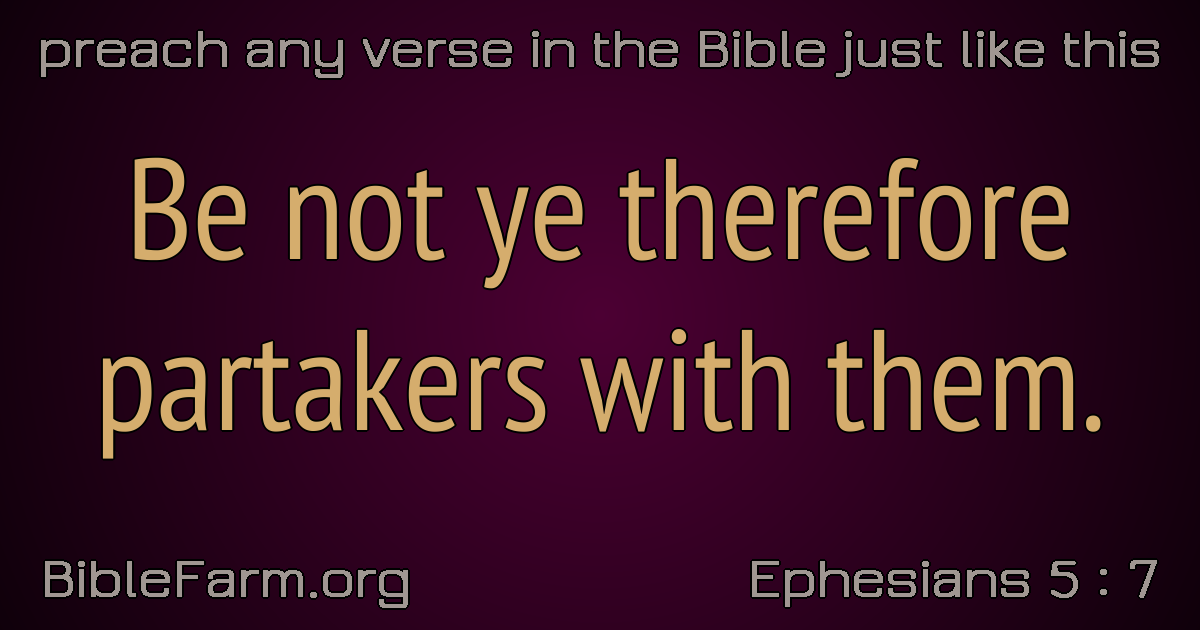 preach any verse in the Bible just like this
Be not ye therefore
partakers with them.
BibleFarm.org
Ephesians 5 : 7